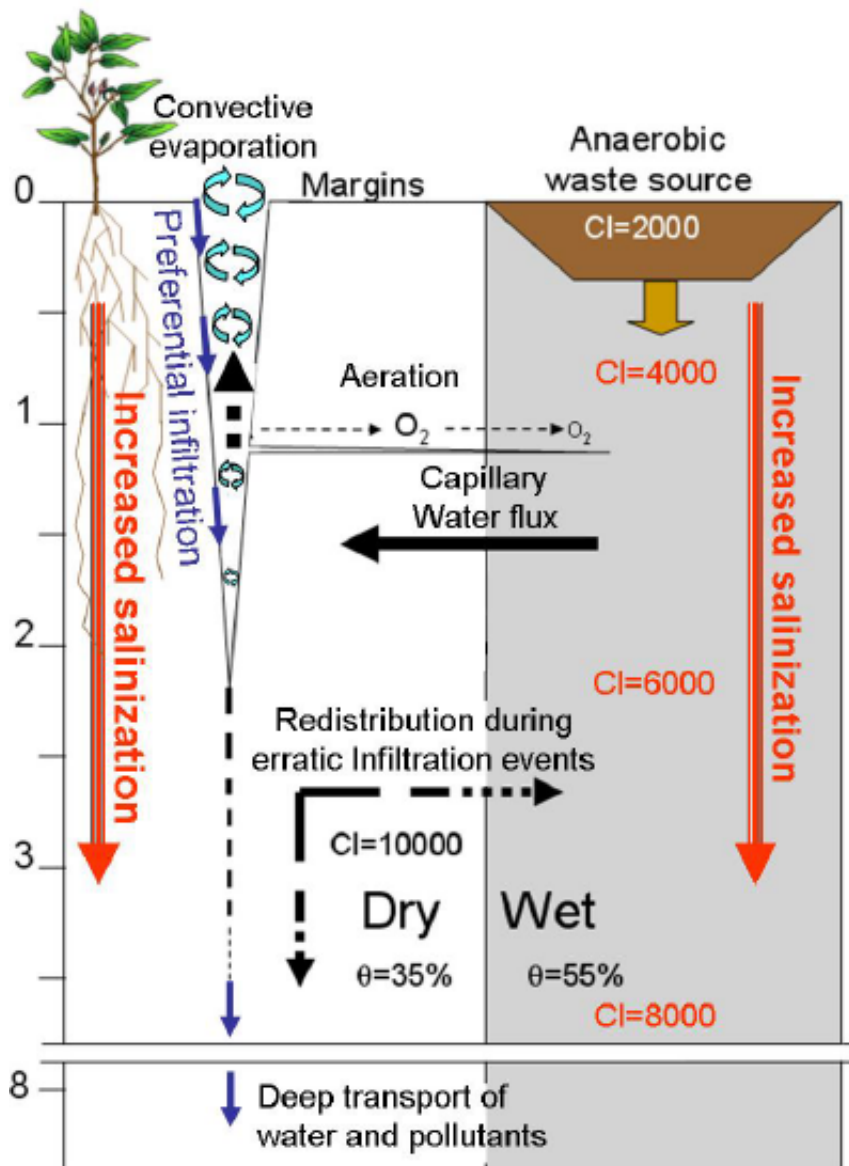 Convective
evaporation
Anaerobic
waste source
Margins
0
Cl=2000
Preferential infiltration
Increased salinization
Cl=4000
Increased salinization
Aeration
1
O₂
O₂
Capillary
Water flux
2
Cl=6000
Redistribution during
erratic Infiltration events
Cl=10000
3
Dry
Wet
θ=35%
θ=55%
Cl=8000
8
Deep transport of
water and pollutants